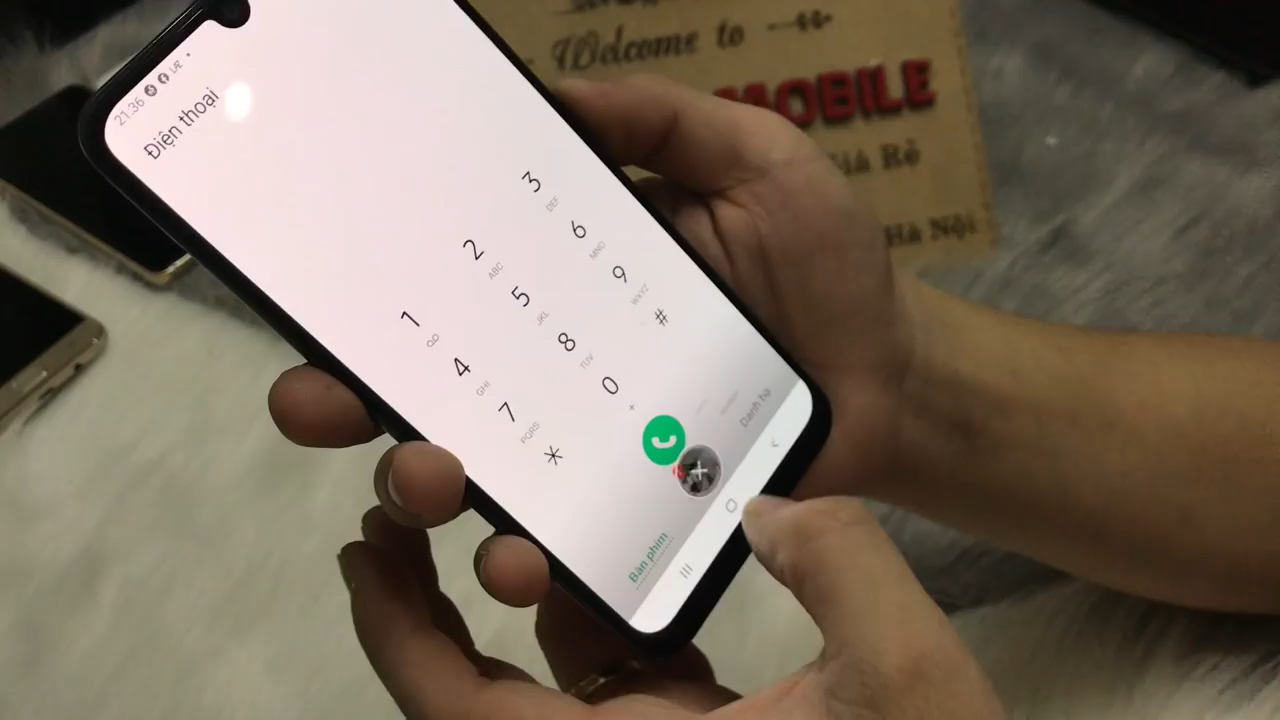 Welcome to
MOBILE
Giá Rẻ
Hà Nội
21:36
Điện thoại
1
2 ABC
3 DEF
4 GHI
5 JKL
6 MNO
7 PQRS
8 TUV
9 WXYZ
*
0 +
#
Bàn phím
Danh bạ